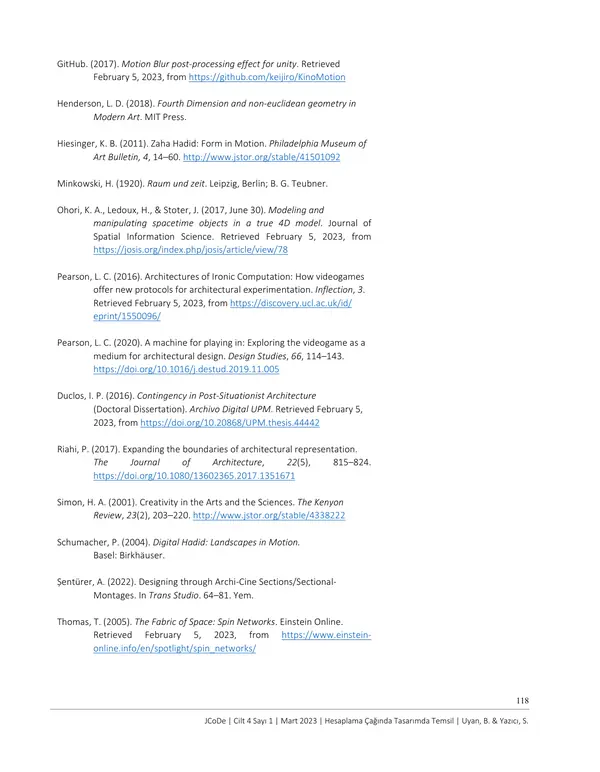 GitHub. (2017). Motion Blur post-processing effect for unity. Retrieved
February 5, 2023, from https://github.com/keijiro/KinoMotion
Henderson, L. D. (2018). Fourth Dimension and non-euclidean geometry in
Modern Art. MIT Press.
Hiesinger, K. B. (2011). Zaha Hadid: Form in Motion. Philadelphia Museum of
Art Bulletin, 4, 14–60. http://www.jstor.org/stable/41501092
Minkowski, H. (1920). Raum und zeit. Leipzig, Berlin; B. G. Teubner.
Ohori, K. A., Ledoux, H., & Stoter, J. (2017, June 30). Modeling and
manipulating spacetime objects in a true 4D model. Journal of
Spatial Information Science. Retrieved February 5, 2023, from
https://josis.org/index.php/josis/article/view/78
Pearson, L. C. (2016). Architectures of Ironic Computation: How videogames
offer new protocols for architectural experimentation. Inflection, 3.
Retrieved February 5, 2023, from https://discovery.ucl.ac.uk/id/
eprint/1550096/
Pearson, L. C. (2020). A machine for playing in: Exploring the videogame as a
medium for architectural design. Design Studies, 66, 114–143.
https://doi.org/10.1016/j.destud.2019.11.005
Duclos, I. P. (2016). Contingency in Post-Situationist Architecture
(Doctoral Dissertation). Archivo Digital UPM. Retrieved February 5,
2023, from https://doi.org/10.20868/UPM.thesis.44442
Riahi, P. (2017). Expanding the boundaries of architectural representation.
The Journal of Architecture, 22(5), 815–824.
https://doi.org/10.1080/13602365.2017.1351671
Simon, H. A. (2001). Creativity in the Arts and the Sciences. The Kenyon
Review, 23(2), 203–220. http://www.jstor.org/stable/4338222
Schumacher, P. (2004). Digital Hadid: Landscapes in Motion.
Basel: Birkhäuser.
Şentürer, A. (2022). Designing through Archi-Cine Sections/Sectional-
Montages. In Trans Studio. 64–81. Yem.
Thomas, T. (2005). The Fabric of Space: Spin Networks. Einstein Online.
Retrieved February 5, 2023, from https://www.einstein-
online.info/en/spotlight/spin_networks/
118
JCoDe | Cilt 4 Sayı 1 | Mart 2023 | Hesaplama Çağında Tasarımda Temsil | Uyan, B. & Yazıcı, S.